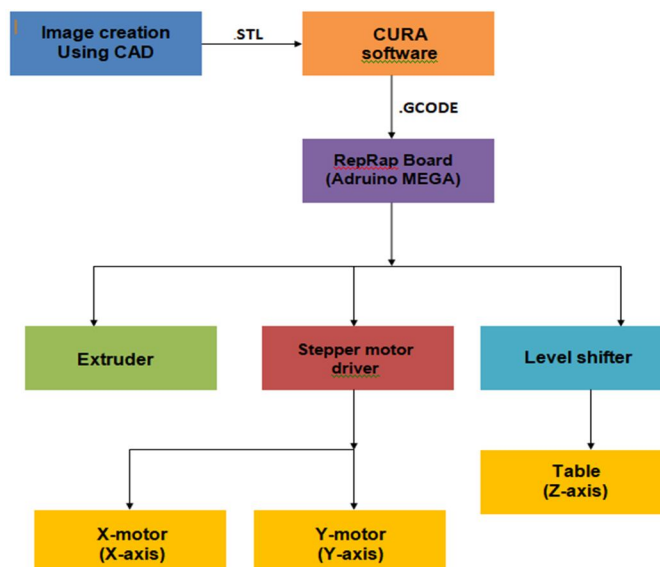 Image creation
Using CAD
.STL
CURA
software
.GCODE
RepRap Board
(Adruino MEGA)
Extruder
Stepper motor
driver
Level shifter
Table
(Z-axis)
X-motor
(X-axis)
Y-motor
(Y-axis)